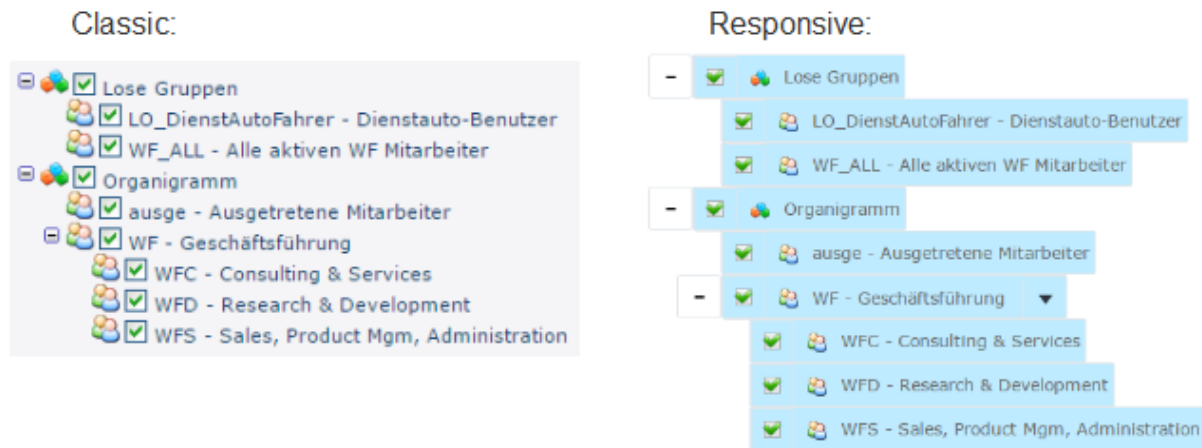 Classic:
Lose Gruppen
LO_DienstAutoFahrer - Dienstauto-Benutzer
WF_ALL - Alle aktiven WF Mitarbeiter
Organigramm
ausge - Ausgetretene Mitarbeiter
WF - Geschäftsführung
WFC - Consulting & Services
WFD - Research & Development
WFS - Sales, Product Mgm, Administration
Responsive:
Lose Gruppen
LO_DienstAutoFahrer - Dienstauto-Benutzer
WF_ALL - Alle aktiven WF Mitarbeiter
Organigramm
ausge - Ausgetretene Mitarbeiter
WF - Geschäftsführung
WFC - Consulting & Services
WFD - Research & Development
WFS - Sales, Product Mgm, Administration